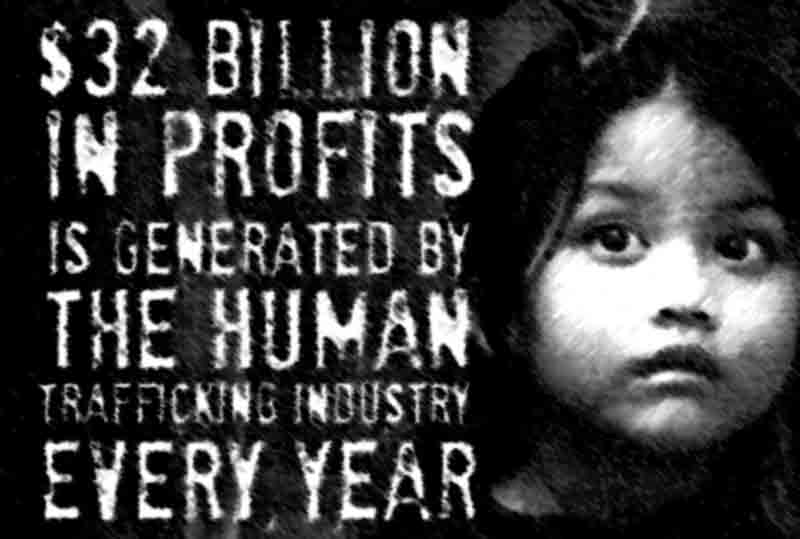 $32 BILLION
IN PROFITS
IS GENERATED BY
THE HUMAN
TRAFFICKING INDUSTRY
EVERY YEAR